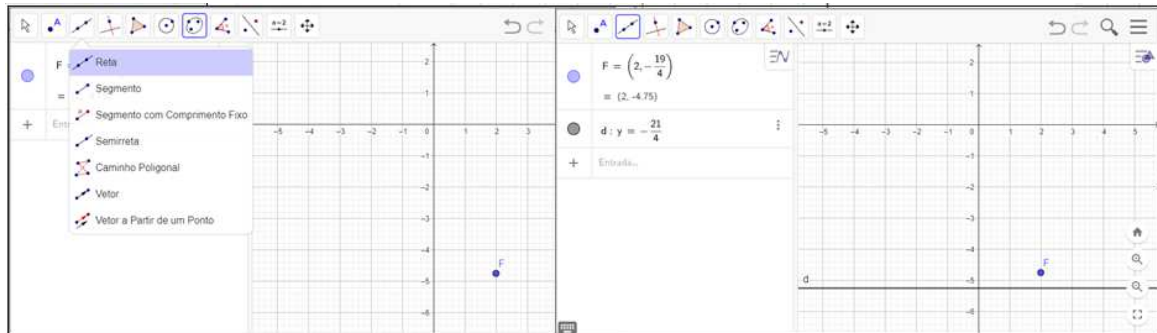 A
a=2
F
=
Entr
Reta
Segmento
Segmento com Comprimento Fixo
Semirreta
Caminho Poligonal
Vetor
Vetor a Partir de um Ponto
2
1
-5 -4 -3 -2 -1 0 1 2 3
-1
-2
-3
-4
-5
-6
F
A
a=2
F = (2, -19/4)
= (2, -4.75)
d : y = -21/4
Entrada...
2
1
-5 -4 -3 -2 -1 0 1 2 3 4 5
-1
-2
-3
-4
-5
-6
F
d